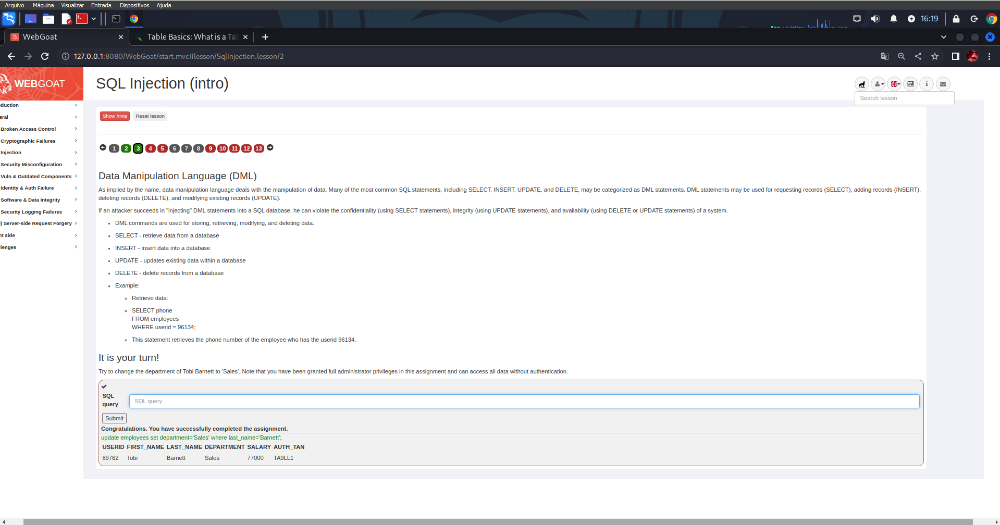 Arquivo Máquina Visualizar Entrada Dispositivos Ajuda
16:19
WebGoat
Table Basics: What is a Tab
127.0.0.1:8080/WebGoat/start.mvc#lesson/SqlInjection.lesson/2
WEBGOAT
SQL Injection (intro)
Search lesson
duction
eral
Broken Access Control
Cryptographic Failures
Injection
Security Misconfiguration
Vuln & Outdated Components
Identity & Auth Failure
Software & Data Integrity
Security Logging Failures
) Server-side Request Forgery
nt side
llenges
Show hints Reset lesson
1 2 3 4 5 6 7 8 9 10 11 12 13
Data Manipulation Language (DML)
As implied by the name, data manipulation language deals with the manipulation of data. Many of the most common SQL statements, including SELECT, INSERT, UPDATE, and DELETE, may be categorized as DML statements. DML statements may be used for requesting records (SELECT), adding records (INSERT),
deleting records (DELETE), and modifying existing records (UPDATE).
If an attacker succeeds in "injecting" DML statements into a SQL database, he can violate the confidentiality (using SELECT statements), integrity (using UPDATE statements), and availability (using DELETE or UPDATE statements) of a system.
DML commands are used for storing, retrieving, modifying, and deleting data.
SELECT - retrieve data from a database
INSERT - insert data into a database
UPDATE - updates existing data within a database
DELETE - delete records from a database
Example:
Retrieve data:
SELECT phone
FROM employees
WHERE userid = 96134;
This statement retrieves the phone number of the employee who has the userid 96134.
It is your turn!
Try to change the department of Tobi Barnett to 'Sales'. Note that you have been granted full administrator privileges in this assignment and can access all data without authentication.
SQL
query
SQL query
Submit
Congratulations. You have successfully completed the assignment.
update employees set department='Sales' where last_name='Barnett';
USERID FIRST_NAME LAST_NAME DEPARTMENT SALARY AUTH_TAN
89762 Tobi Barnett Sales 77000 TA9LL1